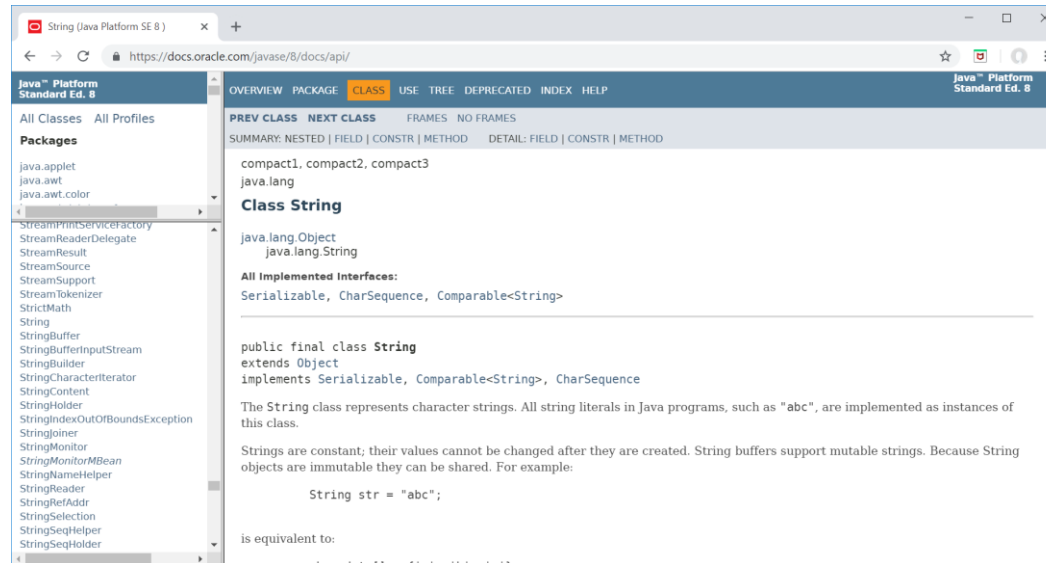 String (Java Platform SE 8 )
https://docs.oracle.com/javase/8/docs/api/
Java™ Platform
Standard Ed. 8
All Classes All Profiles
Packages
java.applet
java.awt
java.awt.color
StreamPrintServiceFactory
StreamReaderDelegate
StreamResult
StreamSource
StreamSupport
StreamTokenizer
StrictMath
String
StringBuffer
StringBufferInputStream
StringBuilder
StringCharacterIterator
StringContent
StringHolder
StringIndexOutOfBoundsException
StringJoiner
StringMonitor
StringMonitorMBean
StringNameHelper
StringReader
StringRefAddr
StringSelection
StringSeqHelper
StringSeqHolder
OVERVIEW PACKAGE CLASS USE TREE DEPRECATED INDEX HELP
Java™ Platform
Standard Ed. 8
PREV CLASS NEXT CLASS FRAMES NO FRAMES
SUMMARY: NESTED | FIELD | CONSTR | METHOD DETAIL: FIELD | CONSTR | METHOD
compact1, compact2, compact3
java.lang
Class String
java.lang.Object
java.lang.String
All Implemented Interfaces:
Serializable, CharSequence, Comparable<String>
public final class String
extends Object
implements Serializable, Comparable<String>, CharSequence
The String class represents character strings. All string literals in Java programs, such as "abc", are implemented as instances of
this class.
Strings are constant; their values cannot be changed after they are created. String buffers support mutable strings. Because String
objects are immutable they can be shared. For example:
String str = "abc";
is equivalent to: